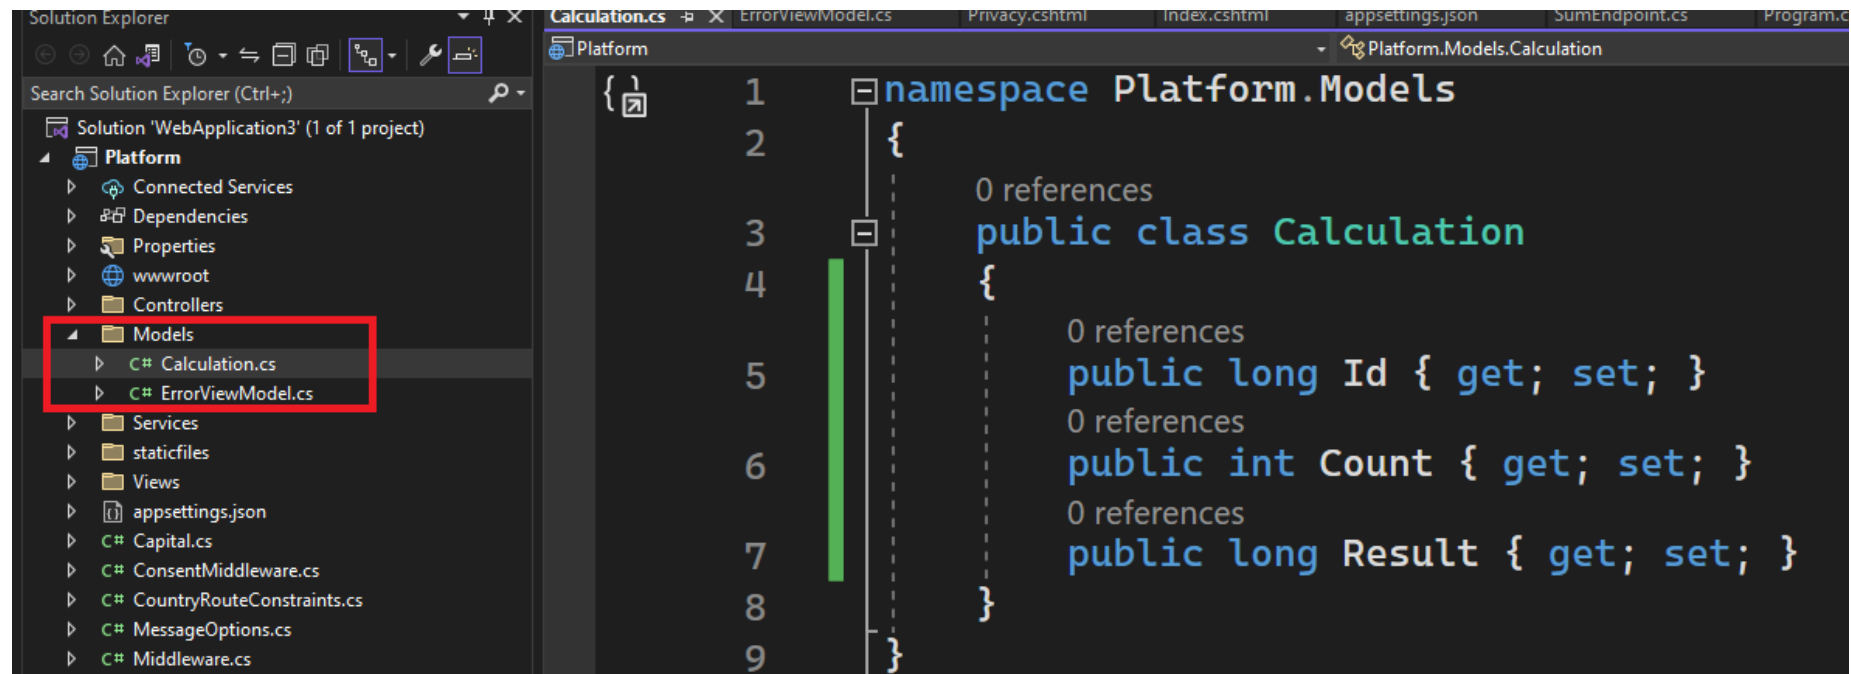 Solution Explorer
Search Solution Explorer (Ctrl+;)
Solution 'WebApplication3' (1 of 1 project)
Platform
Connected Services
Dependencies
Properties
wwwroot
Controllers
Models
C# Calculation.cs
C# ErrorViewModel.cs
Services
staticfiles
Views
appsettings.json
C# Capital.cs
C# ConsentMiddleware.cs
C# CountryRouteConstraints.cs
C# MessageOptions.cs
C# Middleware.cs
Calculation.cs ErrorViewModel.cs Privacy.cshtml Index.cshtml appsettings.json SumEndpoint.cs Program.c
Platform Platform.Models.Calculation
1 namespace Platform.Models
2 {
0 references
3 public class Calculation
4 {
0 references
5 public long Id { get; set; }
0 references
6 public int Count { get; set; }
0 references
7 public long Result { get; set; }
8 }
9 }